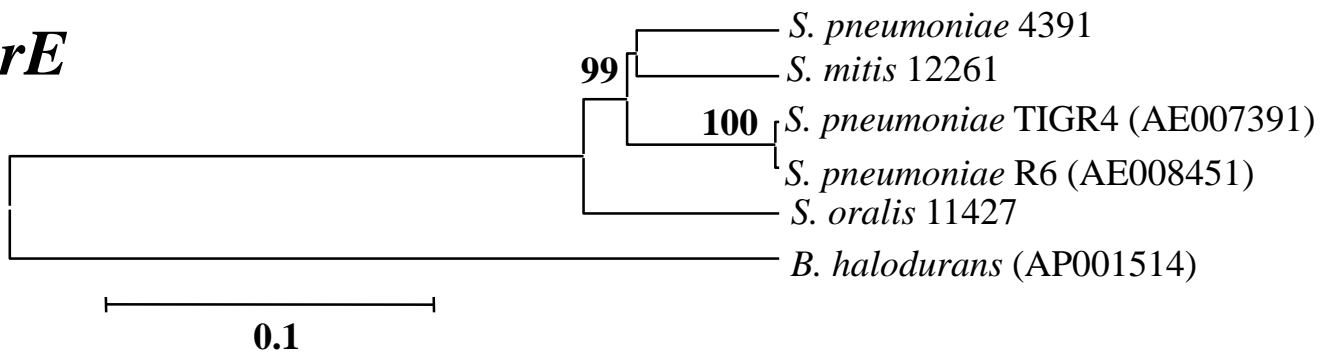 rE
S. pneumoniae 4391
99
S. mitis 12261
100
S. pneumoniae TIGR4 (AE007391)
S. pneumoniae R6 (AE008451)
S. oralis 11427
B. halodurans (AP001514)
0.1